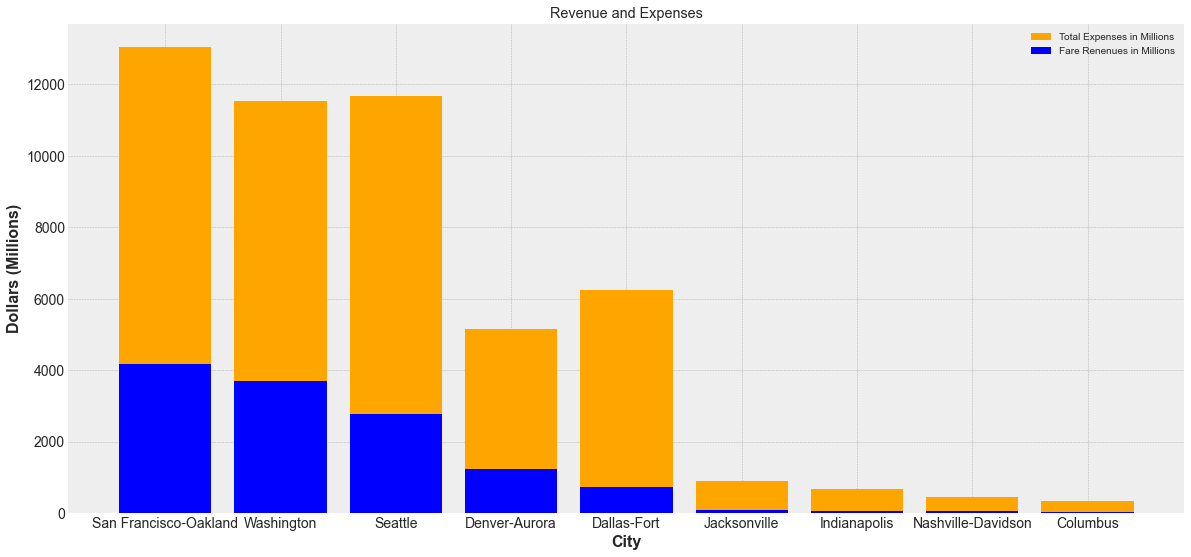 Revenue and Expenses
Total Expenses in Millions
Fare Renenues in Millions
Dollars (Millions)
12000
10000
8000
6000
4000
2000
0
San Francisco-Oakland Washington Seattle Denver-Aurora Dallas-Fort Jacksonville Indianapolis Nashville-Davidson Columbus
City